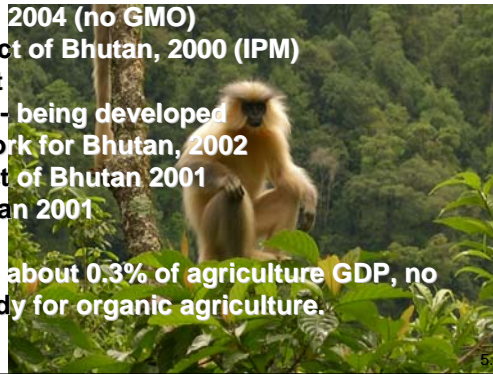 2004 (no GMO)
ct of Bhutan, 2000 (IPM)
- being developed
ork for Bhutan, 2002
t of Bhutan 2001
an 2001
about 0.3% of agriculture GDP, no
dy for organic agriculture.
5